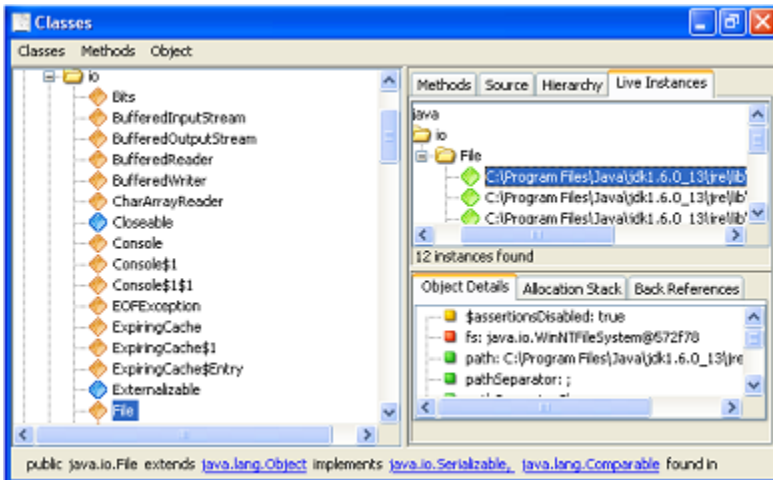 Classes
Classes Methods Object
io
Bits
BufferedInputStream
BufferedOutputStream
BufferedReader
BufferedWriter
CharArrayReader
Closeable
Console
Console$1
Console$1$1
EOFException
ExpiringCache
ExpiringCache$1
ExpiringCache$Entry
Externalizable
File
Methods Source Hierarchy Live Instances
java
io
File
C:\Program Files\Java\jdk1.6.0_13\jre\lib\
C:\Program Files\Java\jdk1.6.0_13\jre\lib\
C:\Program Files\Java\jdk1.6.0_13\jre\lib\
12 instances found
Object Details Allocation Stack Back References
$assertionsDisabled: true
fs: java.io.WinNTFileSystem@572f78
path: C:\Program Files\Java\jdk1.6.0_13\jre
pathSeparator: ;
public java.io.File extends java.lang.Object implements java.io.Serializable, java.lang.Comparable found in